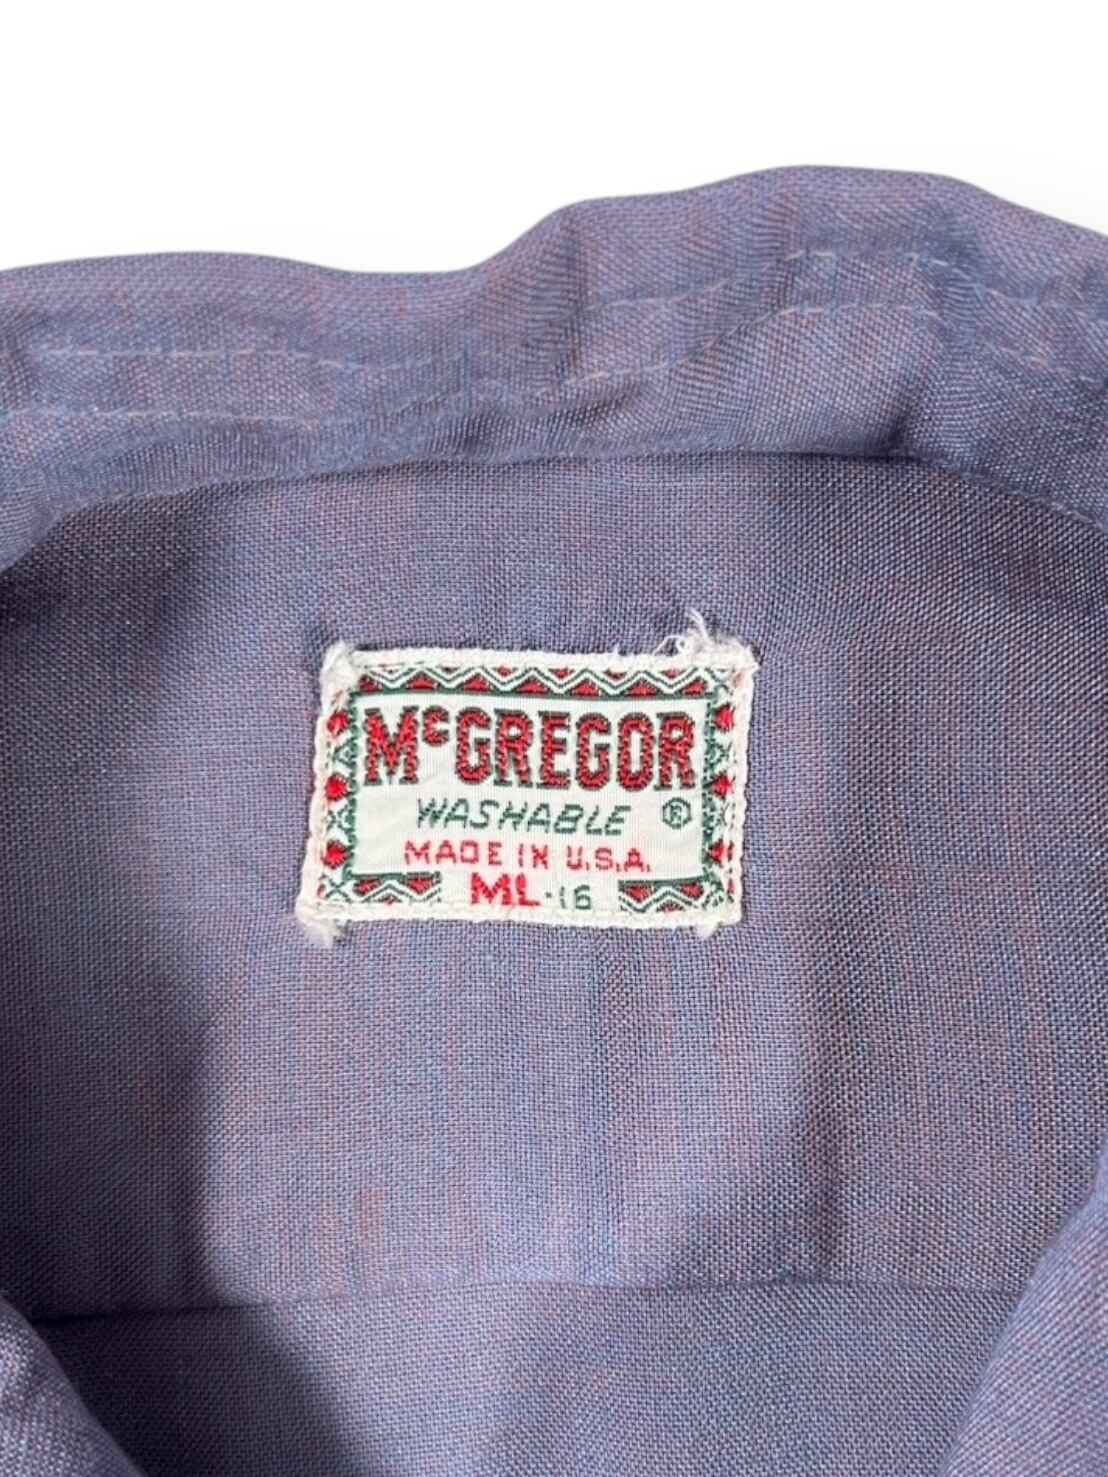 McGREGOR
WASHABLE ®
MADE IN U.S.A.
ML-16